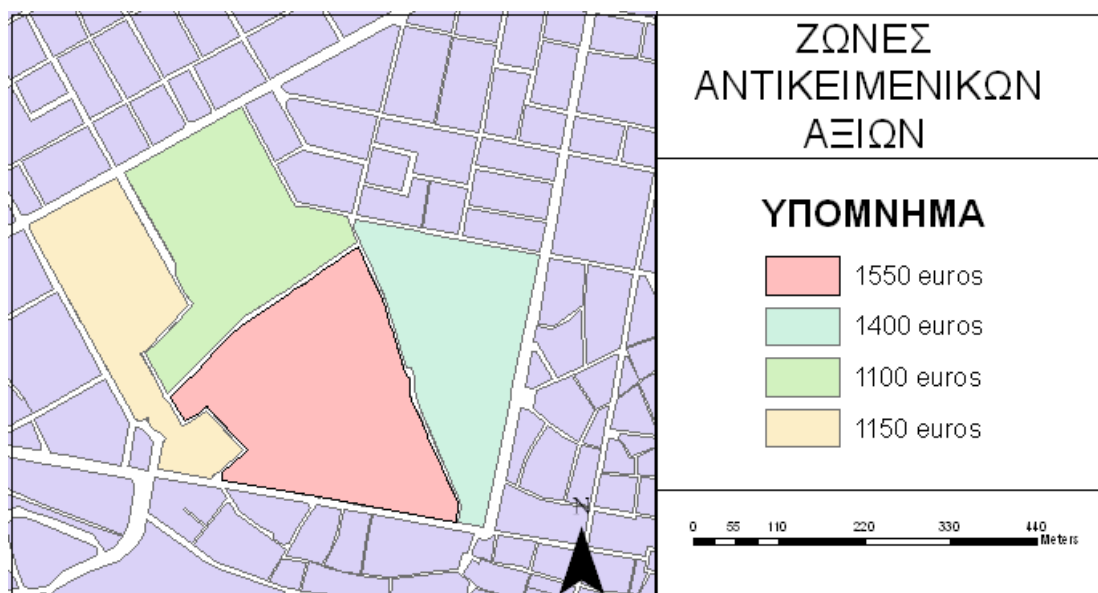 ΖΩΝΕΣ
ΑΝΤΙΚΕΙΜΕΝΙΚΩΝ
ΑΞΙΩΝ
ΥΠΟΜΝΗΜΑ
1550 euros
1400 euros
1100 euros
1150 euros
N
0 55 110 220 330 440
Meters